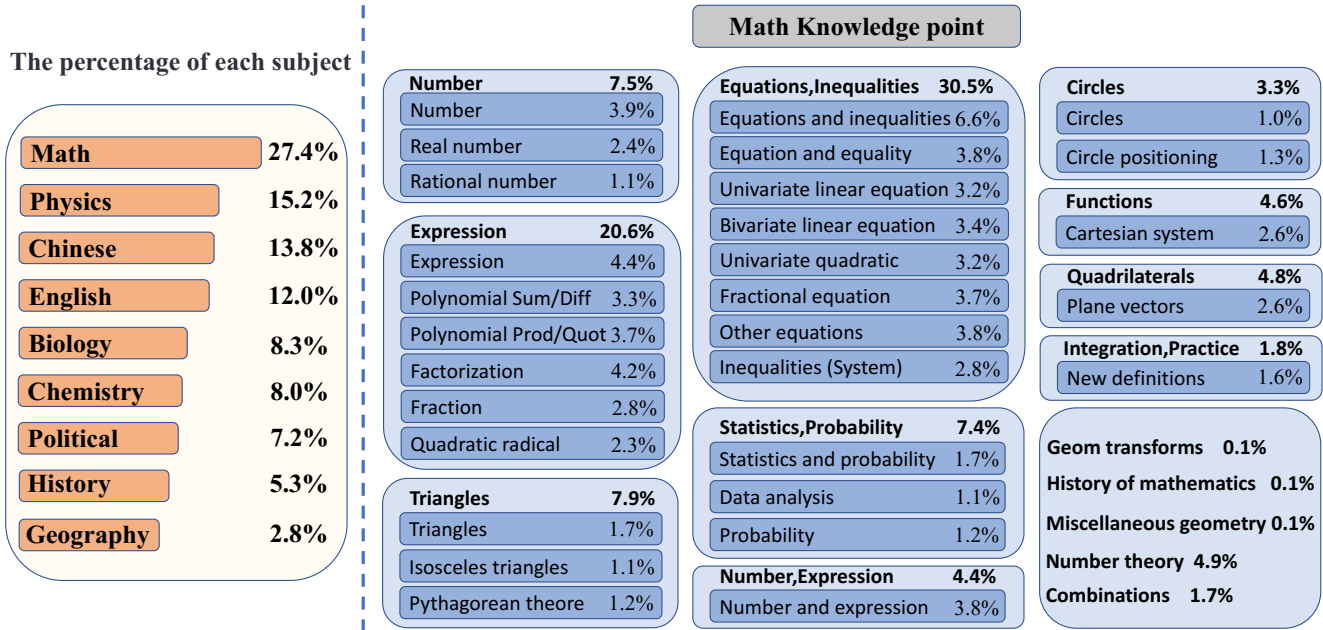 Math Knowledge point
The percentage of each subject
Math 27.4%
Physics 15.2%
Chinese 13.8%
English 12.0%
Biology 8.3%
Chemistry 8.0%
Political 7.2%
History 5.3%
Geography 2.8%
Number 7.5%
Number 3.9%
Real number 2.4%
Rational number 1.1%
Expression 20.6%
Expression 4.4%
Polynomial Sum/Diff 3.3%
Polynomial Prod/Quot 3.7%
Factorization 4.2%
Fraction 2.8%
Quadratic radical 2.3%
Triangles 7.9%
Triangles 1.7%
Isosceles triangles 1.1%
Pythagorean theore 1.2%
Equations,Inequalities 30.5%
Equations and inequalities 6.6%
Equation and equality 3.8%
Univariate linear equation 3.2%
Bivariate linear equation 3.4%
Univariate quadratic 3.2%
Fractional equation 3.7%
Other equations 3.8%
Inequalities (System) 2.8%
Statistics,Probability 7.4%
Statistics and probability 1.7%
Data analysis 1.1%
Probability 1.2%
Number,Expression 4.4%
Number and expression 3.8%
Circles 3.3%
Circles 1.0%
Circle positioning 1.3%
Functions 4.6%
Cartesian system 2.6%
Quadrilaterals 4.8%
Plane vectors 2.6%
Integration,Practice 1.8%
New definitions 1.6%
Geom transforms 0.1%
History of mathematics 0.1%
Miscellaneous geometry 0.1%
Number theory 4.9%
Combinations 1.7%